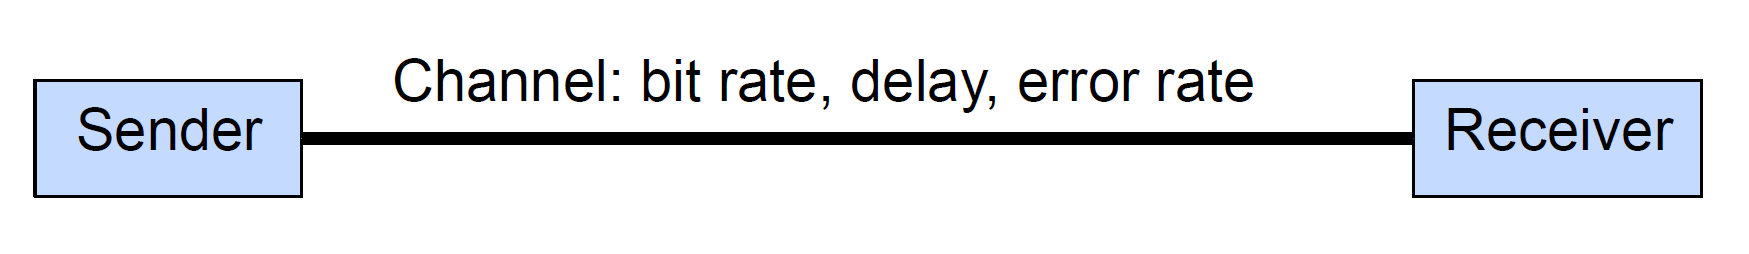 Channel: bit rate, delay, error rate
Sender
Receiver